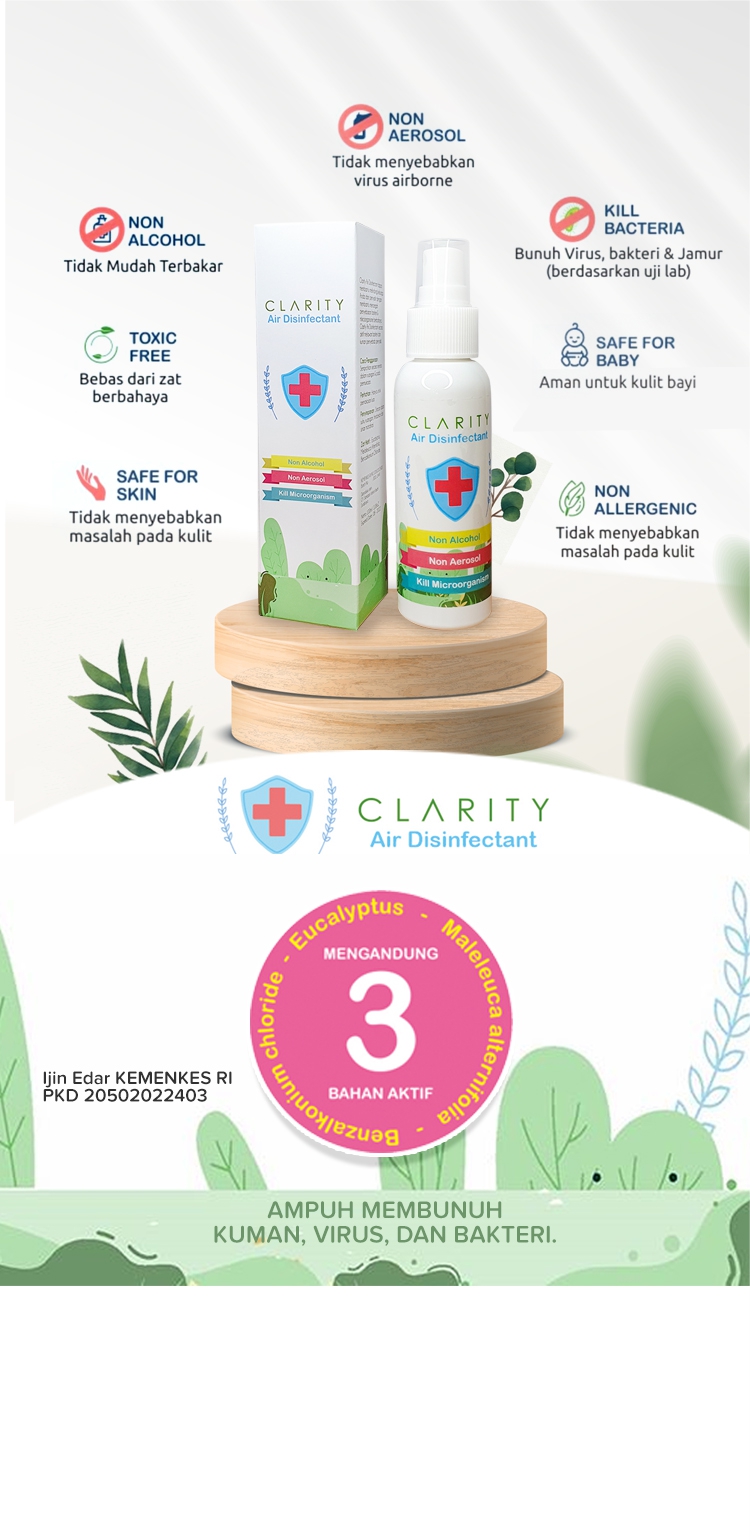 NON
AEROSOL
Tidak menyebabkan
virus airborne
NON
ALCOHOL
Tidak Mudah Terbakar
KILL
BACTERIA
Bunuh Virus, bakteri & Jamur
(berdasarkan uji lab)
TOXIC
FREE
Bebas dari zat
berbahaya
SAFE FOR
BABY
Aman untuk kulit bayi
SAFE FOR
SKIN
Tidak menyebabkan
masalah pada kulit
NON
ALLERGENIC
Tidak menyebabkan
masalah pada kulit
CLARITY
Air Disinfectant
Non Alcohol
Non Aerosol
Kill Microorganism
CLARITY
Air Disinfectant
Non Alcohol
Non Aerosol
Kill Microorganism
CLARITY
Air Disinfectant
Eucalyptus - Maleleuca alternifolia - Benzalkonium chloride -
MENGANDUNG
3
BAHAN AKTIF
Ijin Edar KEMENKES RI
PKD 20502022403
AMPUH MEMBUNUH
KUMAN, VIRUS, DAN BAKTERI.